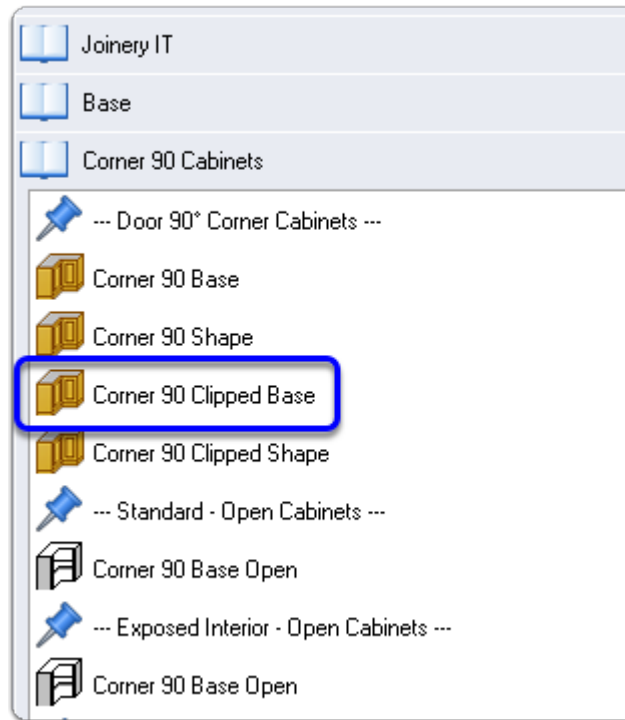 Joinery IT
Base
Corner 90 Cabinets
--- Door 90° Corner Cabinets ---
Corner 90 Base
Corner 90 Shape
Corner 90 Clipped Base
Corner 90 Clipped Shape
--- Standard - Open Cabinets ---
Corner 90 Base Open
--- Exposed Interior - Open Cabinets ---
Corner 90 Base Open